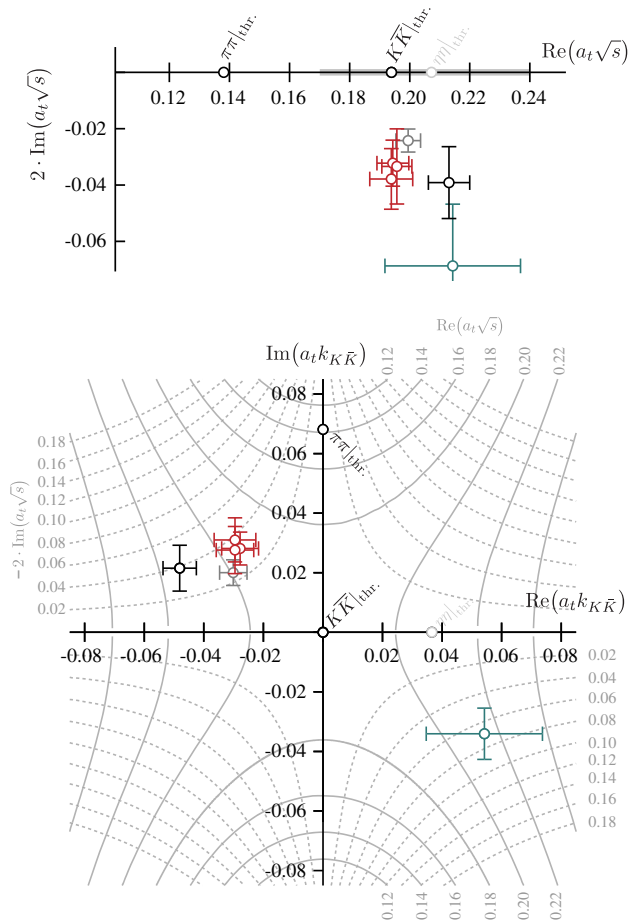 ππ|thr.
K\overline{K}|thr.
ηη|thr.
Re(a_t√s)
0.12 0.14 0.16 0.18 0.20 0.22 0.24
2 · Im(a_t√s)
-0.02
-0.04
-0.06
Re(a_t√s)
Im(a_t k_{K\bar{K}})
0.12 0.14 0.16 0.18 0.20 0.22
0.08
ππ|thr.
0.06
0.04
0.02
−2 · Im(a_t√s)
0.18
0.16
0.14
0.12
0.10
0.08
0.06
0.04
0.02
K\overline{K}|thr.
ηη|thr.
Re(a_t k_{K\bar{K}})
-0.08 -0.06 -0.04 -0.02 0.02 0.04 0.06 0.08
-0.02
-0.04
-0.06
-0.08
0.02
0.04
0.06
0.08
0.10
0.12
0.14
0.16
0.18
0.12 0.14 0.16 0.18 0.20 0.22